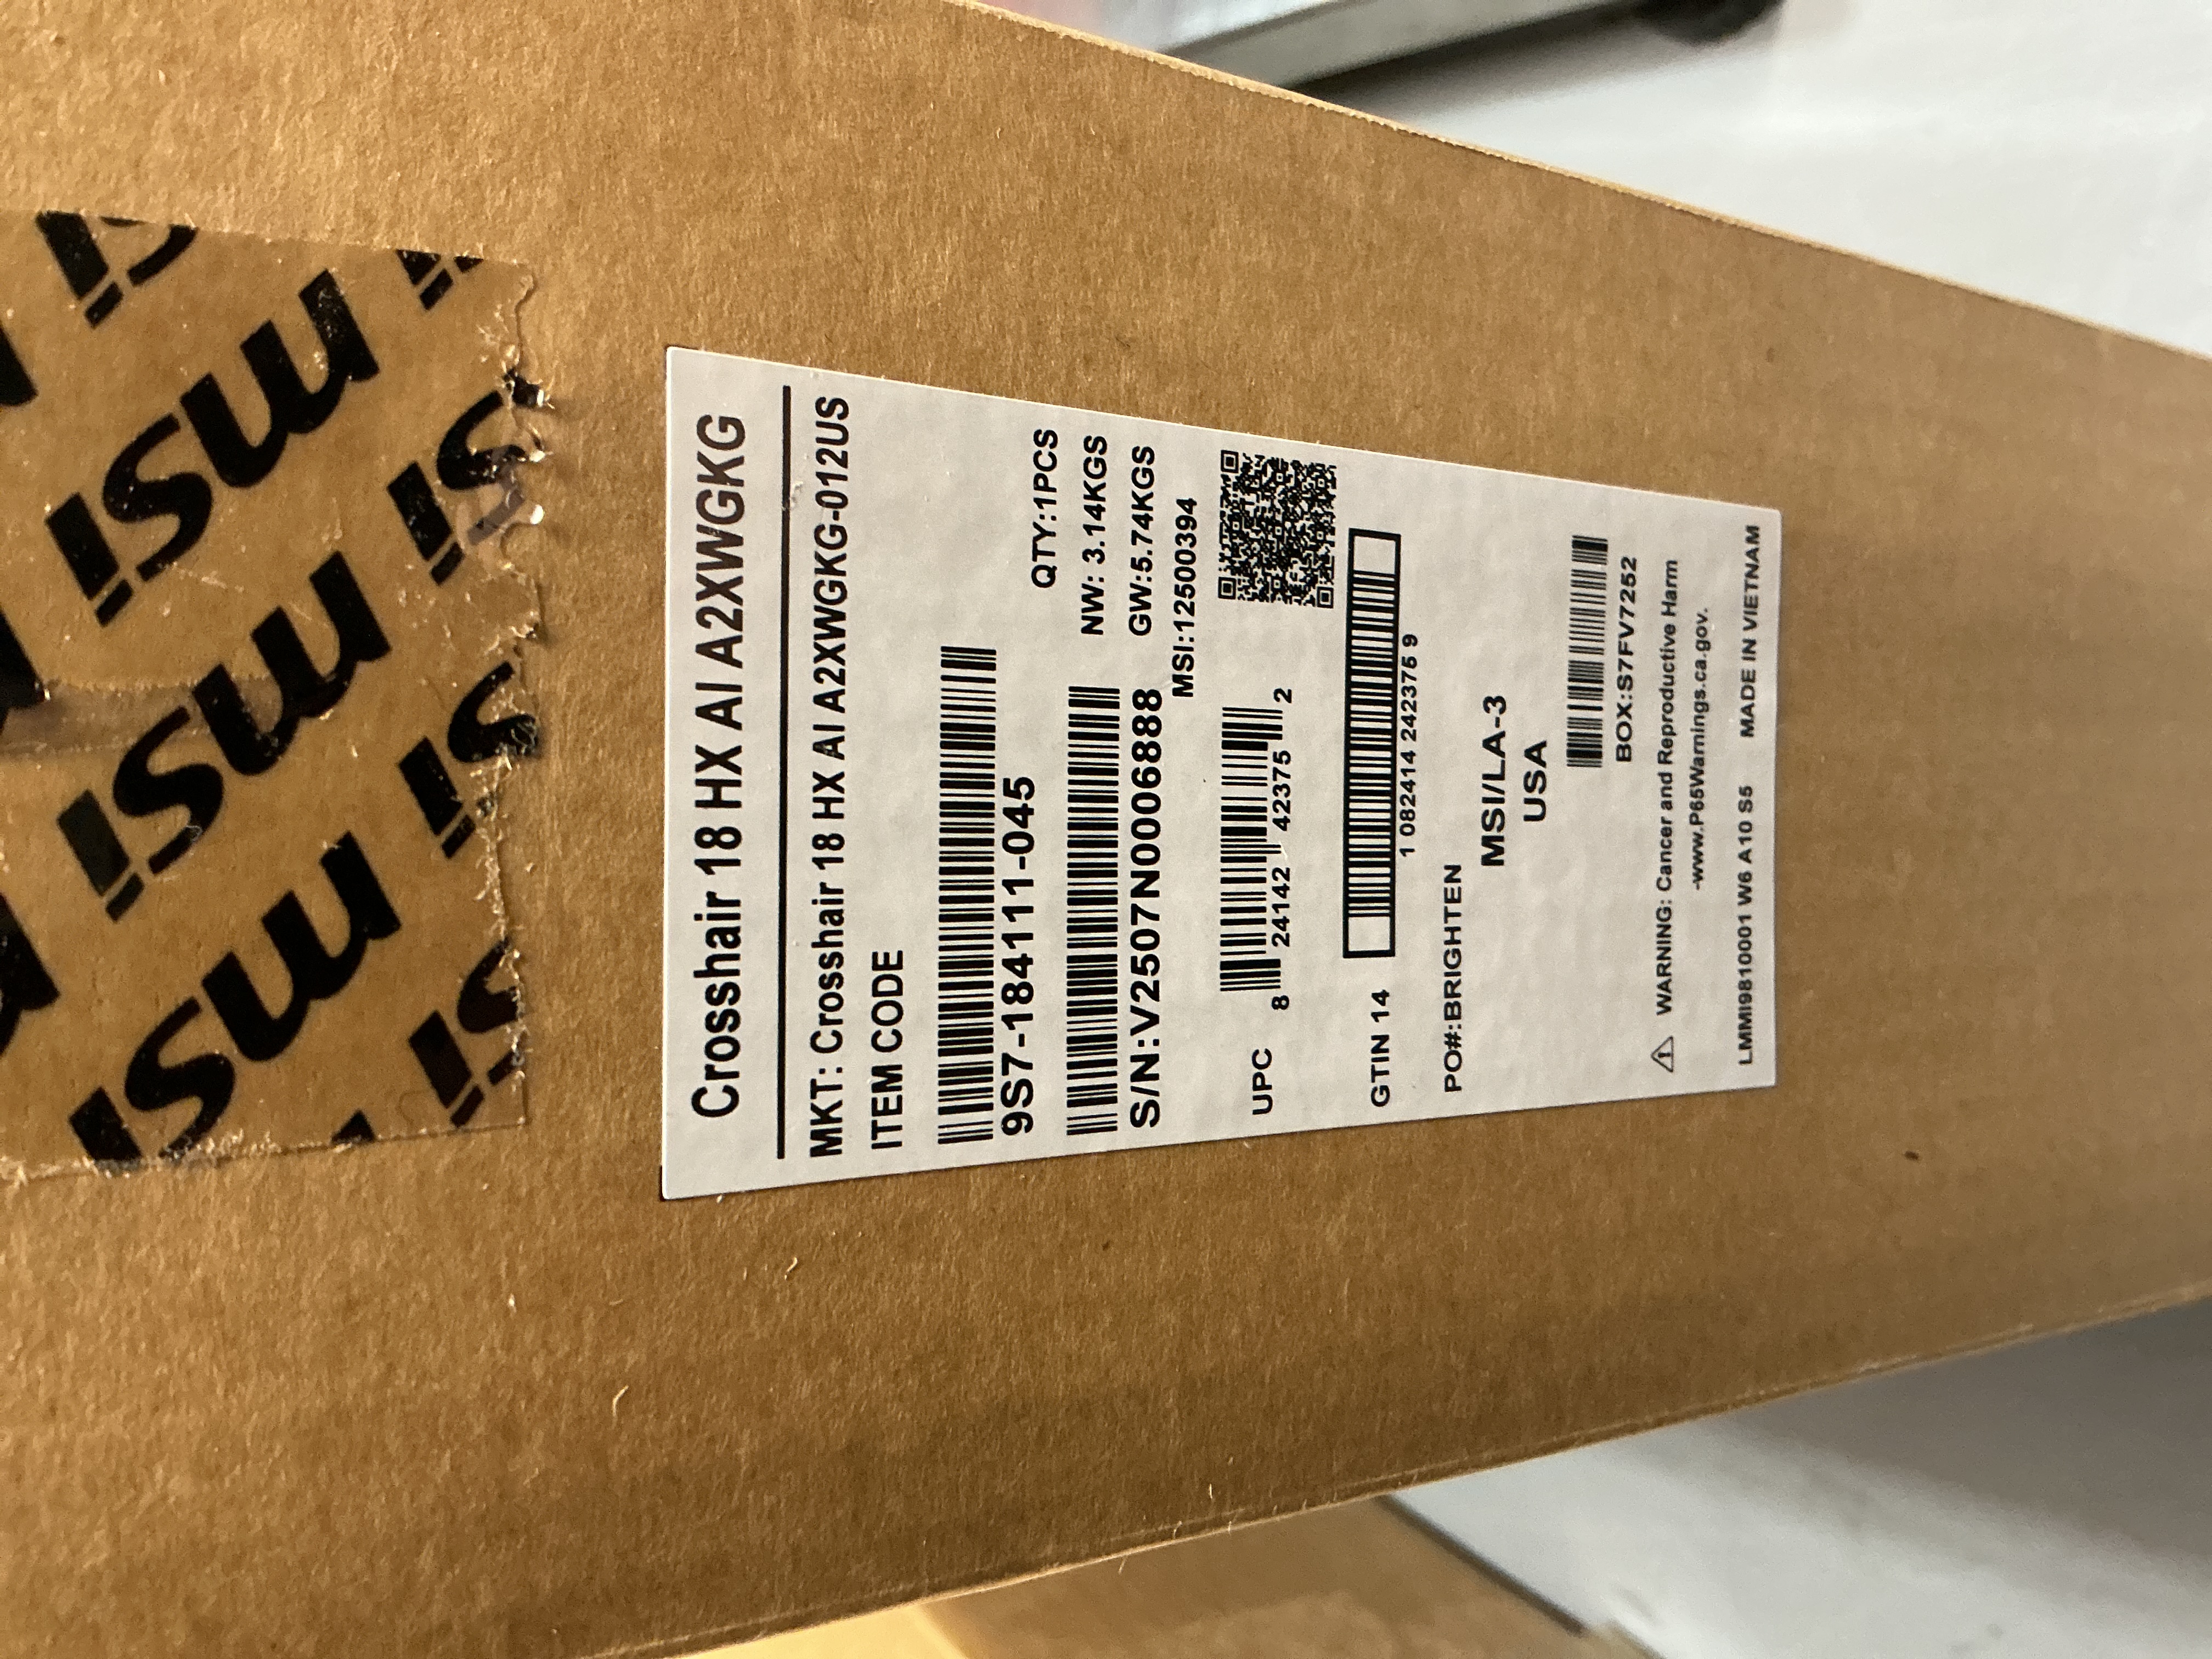 msi msi
msi msi
msi msi
Crosshair 18 HX AI A2XWGKG
MKT: Crosshair 18 HX AI A2XWGKG-012US
ITEM CODE
9S7-184111-045
QTY:1PCS
S/N:V2507N0006888
NW: 3.14KGS
GW:5.74KGS
MSI:12500394
UPC
8 24142 42375 2
GTIN 14
1 0824142 42375 9
PO#:BRIGHTEN
MSI/LA-3
USA
BOX:S7FV7252
WARNING: Cancer and Reproductive Harm
-www.P65Warnings.ca.gov.
LMMI9810001 W6 A10 S5 MADE IN VIETNAM